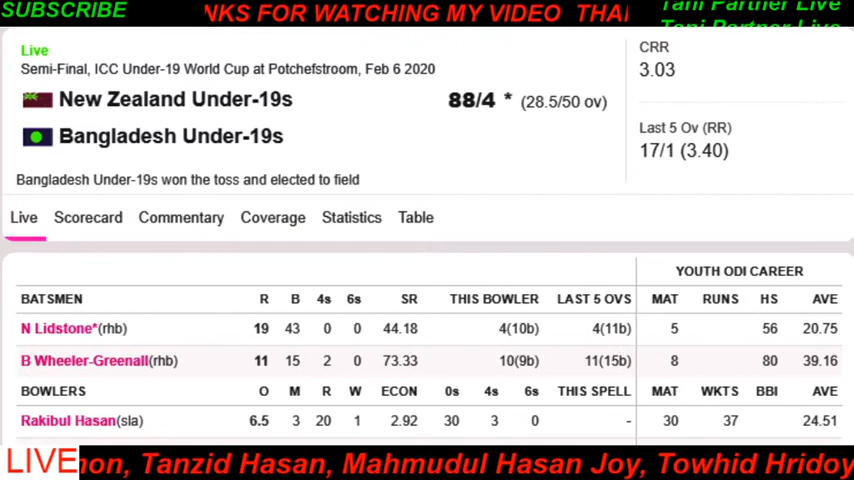 SUBSCRIBE
NKS FOR WATCHING MY VIDEO THA
Tani Partner Live
Tani Partner Live
Live
Semi-Final, ICC Under-19 World Cup at Potchefstroom, Feb 6 2020
New Zealand Under-19s 88/4 * (28.5/50 ov)
Bangladesh Under-19s
Bangladesh Under-19s won the toss and elected to field
CRR
3.03
Last 5 Ov (RR)
17/1 (3.40)
Live Scorecard Commentary Coverage Statistics Table
YOUTH ODI CAREER
BATSMEN R B 4s 6s SR THIS BOWLER LAST 5 OVS MAT RUNS HS AVE
N Lidstone*(rhb) 19 43 0 0 44.18 4(10b) 4(11b) 5 56 20.75
B Wheeler-Greenall(rhb) 11 15 2 0 73.33 10(9b) 11(15b) 8 80 39.16
BOWLERS O M R W ECON 0s 4s 6s THIS SPELL MAT WKTS BBI AVE
Rakibul Hasan(sla) 6.5 3 20 1 2.92 30 3 0 - 30 37 24.51
LIVE non, Tanzid Hasan, Mahmudul Hasan Joy, Towhid Hridoy